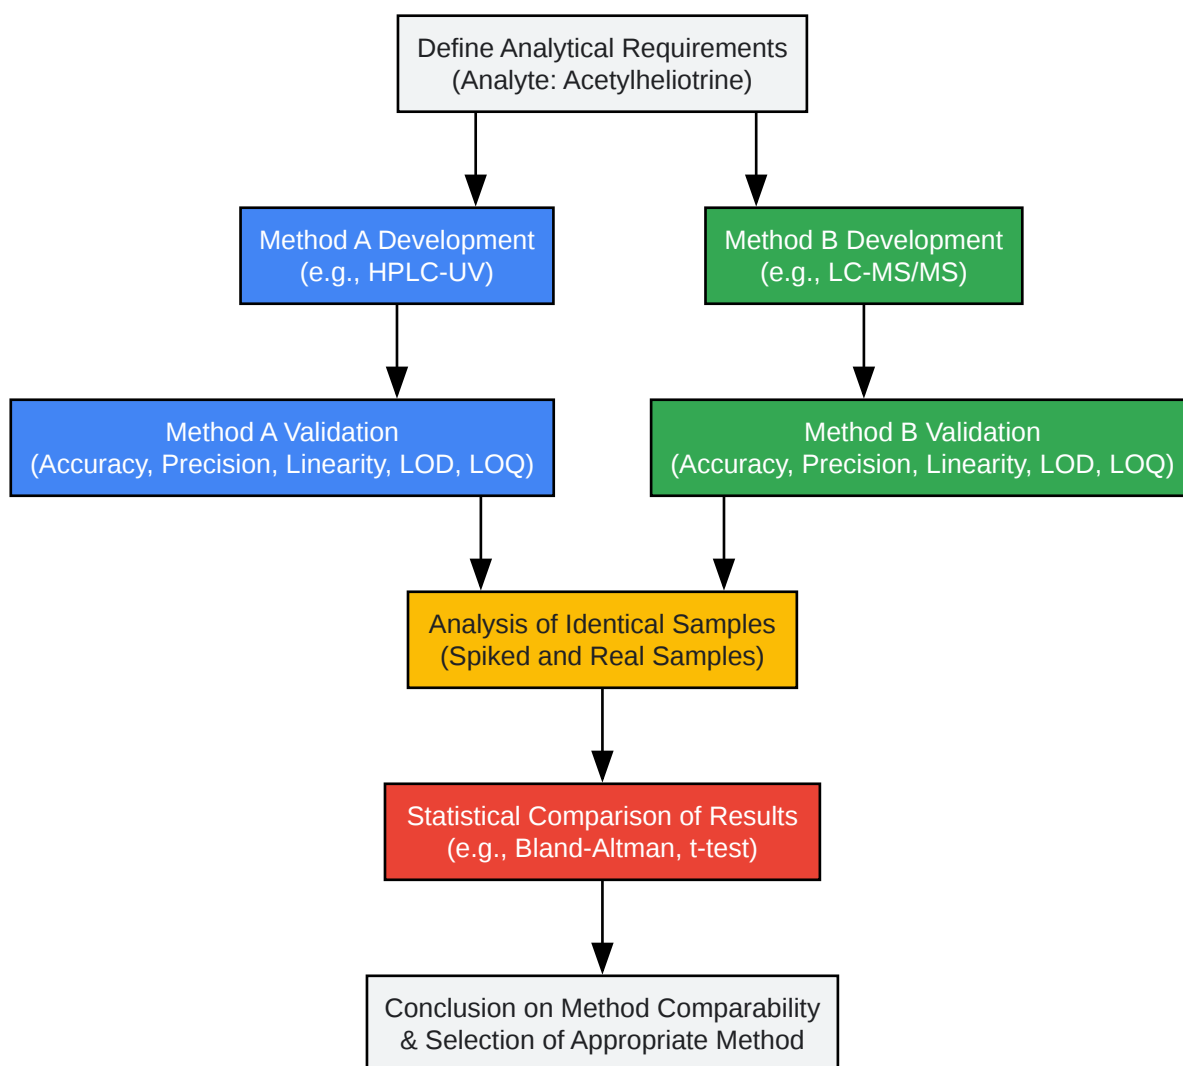 Define Analytical Requirements
(Analyte: Acetylheliotrine)
Method A Development
(e.g., HPLC-UV)
Method B Development
(e.g., LC-MS/MS)
Method A Validation
(Accuracy, Precision, Linearity, LOD, LOQ)
Method B Validation
(Accuracy, Precision, Linearity, LOD, LOQ)
Analysis of Identical Samples
(Spiked and Real Samples)
Statistical Comparison of Results
(e.g., Bland-Altman, t-test)
Conclusion on Method Comparability
& Selection of Appropriate Method